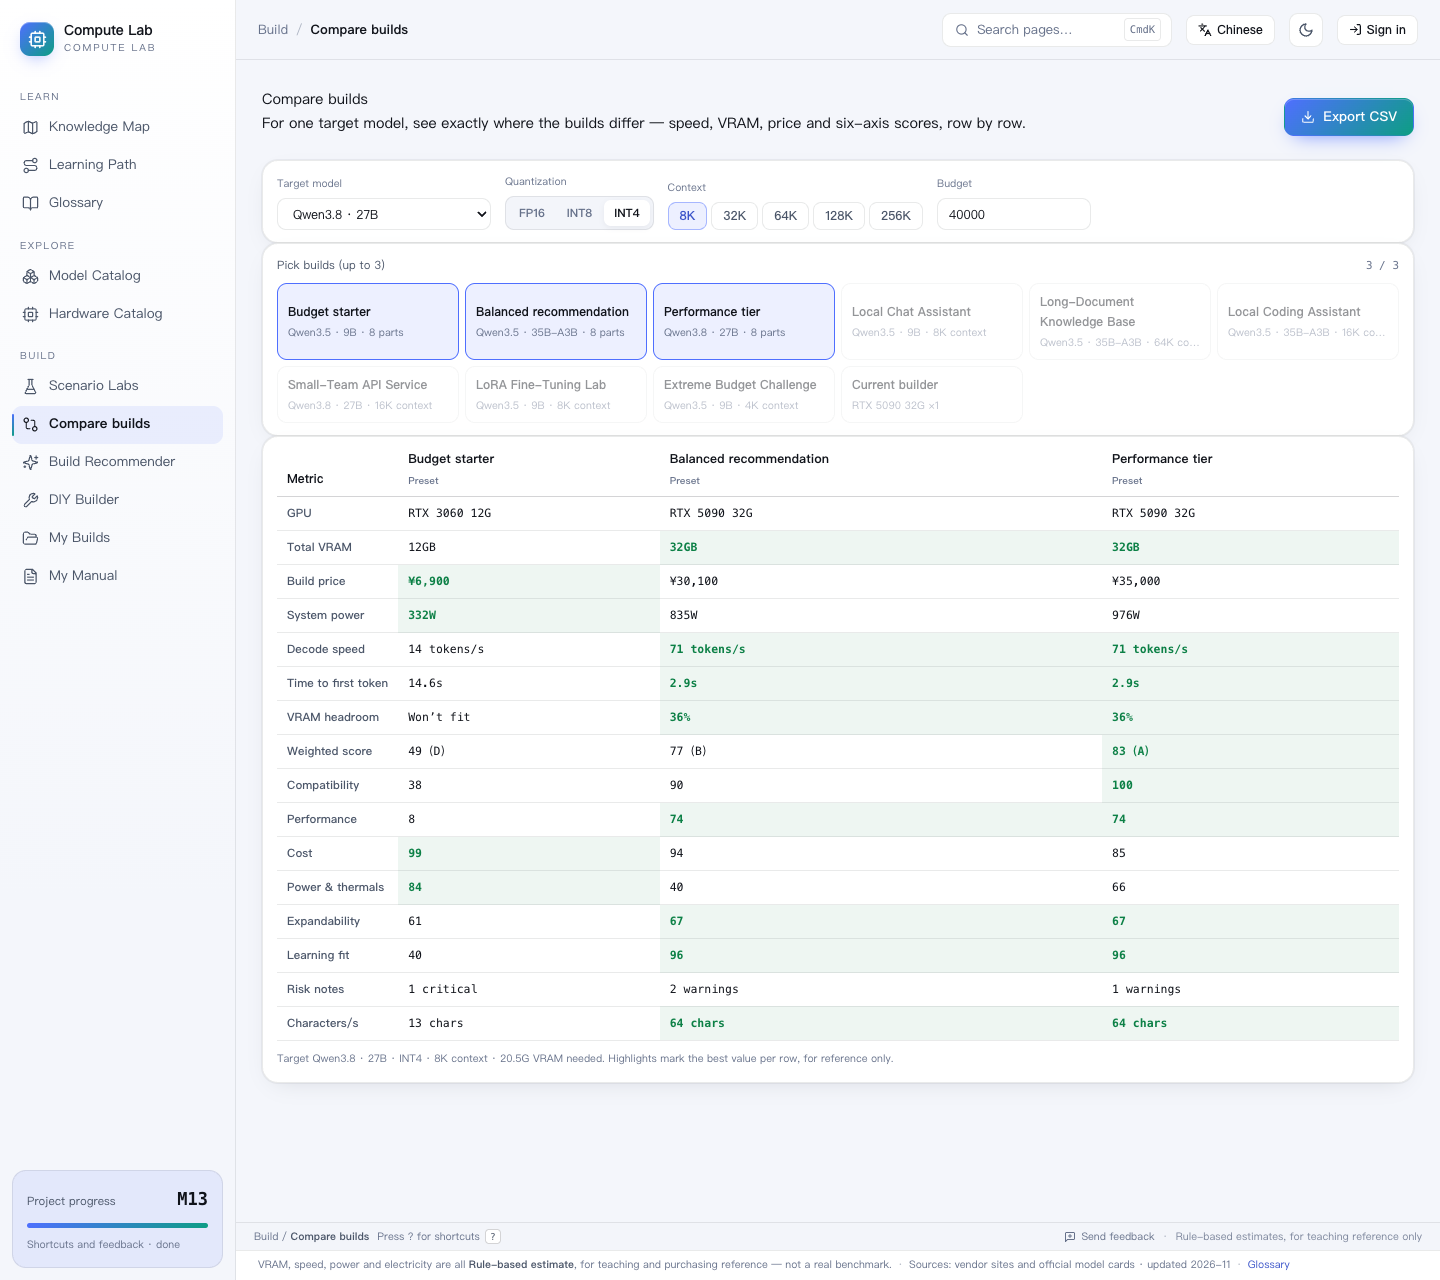 Compute Lab
COMPUTE LAB
LEARN
Knowledge Map
Learning Path
Glossary
EXPLORE
Model Catalog
Hardware Catalog
BUILD
Scenario Labs
Compare builds
Build Recommender
DIY Builder
My Builds
My Manual
Project progress M13
Shortcuts and feedback · done
Build / Compare builds
Search pages... CmdK
Chinese
Sign in
Compare builds
For one target model, see exactly where the builds differ — speed, VRAM, price and six-axis scores, row by row.
Export CSV
Target model
Qwen3.8 · 27B
Quantization
FP16 INT8 INT4
Context
8K 32K 64K 128K 256K
Budget
40000
Pick builds (up to 3) 3 / 3
Budget starter
Qwen3.5 · 9B · 8 parts
Balanced recommendation
Qwen3.5 · 35B-A3B · 8 parts
Performance tier
Qwen3.8 · 27B · 8 parts
Local Chat Assistant
Qwen3.5 · 9B · 8K context
Long-Document
Knowledge Base
Qwen3.5 · 35B-A3B · 64K co...
Local Coding Assistant
Qwen3.5 · 35B-A3B · 16K co...
Small-Team API Service
Qwen3.8 · 27B · 16K context
LoRA Fine-Tuning Lab
Qwen3.5 · 9B · 8K context
Extreme Budget Challenge
Qwen3.5 · 9B · 4K context
Current builder
RTX 5090 32G ×1
Metric Budget starter Balanced recommendation Performance tier
Preset Preset Preset
GPU RTX 3060 12G RTX 5090 32G RTX 5090 32G
Total VRAM 12GB 32GB 32GB
Build price ¥6,900 ¥30,100 ¥35,000
System power 332W 835W 976W
Decode speed 14 tokens/s 71 tokens/s 71 tokens/s
Time to first token 14.6s 2.9s 2.9s
VRAM headroom Won't fit 36% 36%
Weighted score 49 (D) 77 (B) 83 (A)
Compatibility 38 90 100
Performance 8 74 74
Cost 99 94 85
Power & thermals 84 40 66
Expandability 61 67 67
Learning fit 40 96 96
Risk notes 1 critical 2 warnings 1 warnings
Characters/s 13 chars 64 chars 64 chars
Target Qwen3.8 · 27B · INT4 · 8K context · 20.5G VRAM needed. Highlights mark the best value per row, for reference only.
Build / Compare builds Press ? for shortcuts ?
Send feedback · Rule-based estimates, for teaching reference only
VRAM, speed, power and electricity are all Rule-based estimate, for teaching and purchasing reference — not a real benchmark. · Sources: vendor sites and official model cards · updated 2026-11 · Glossary